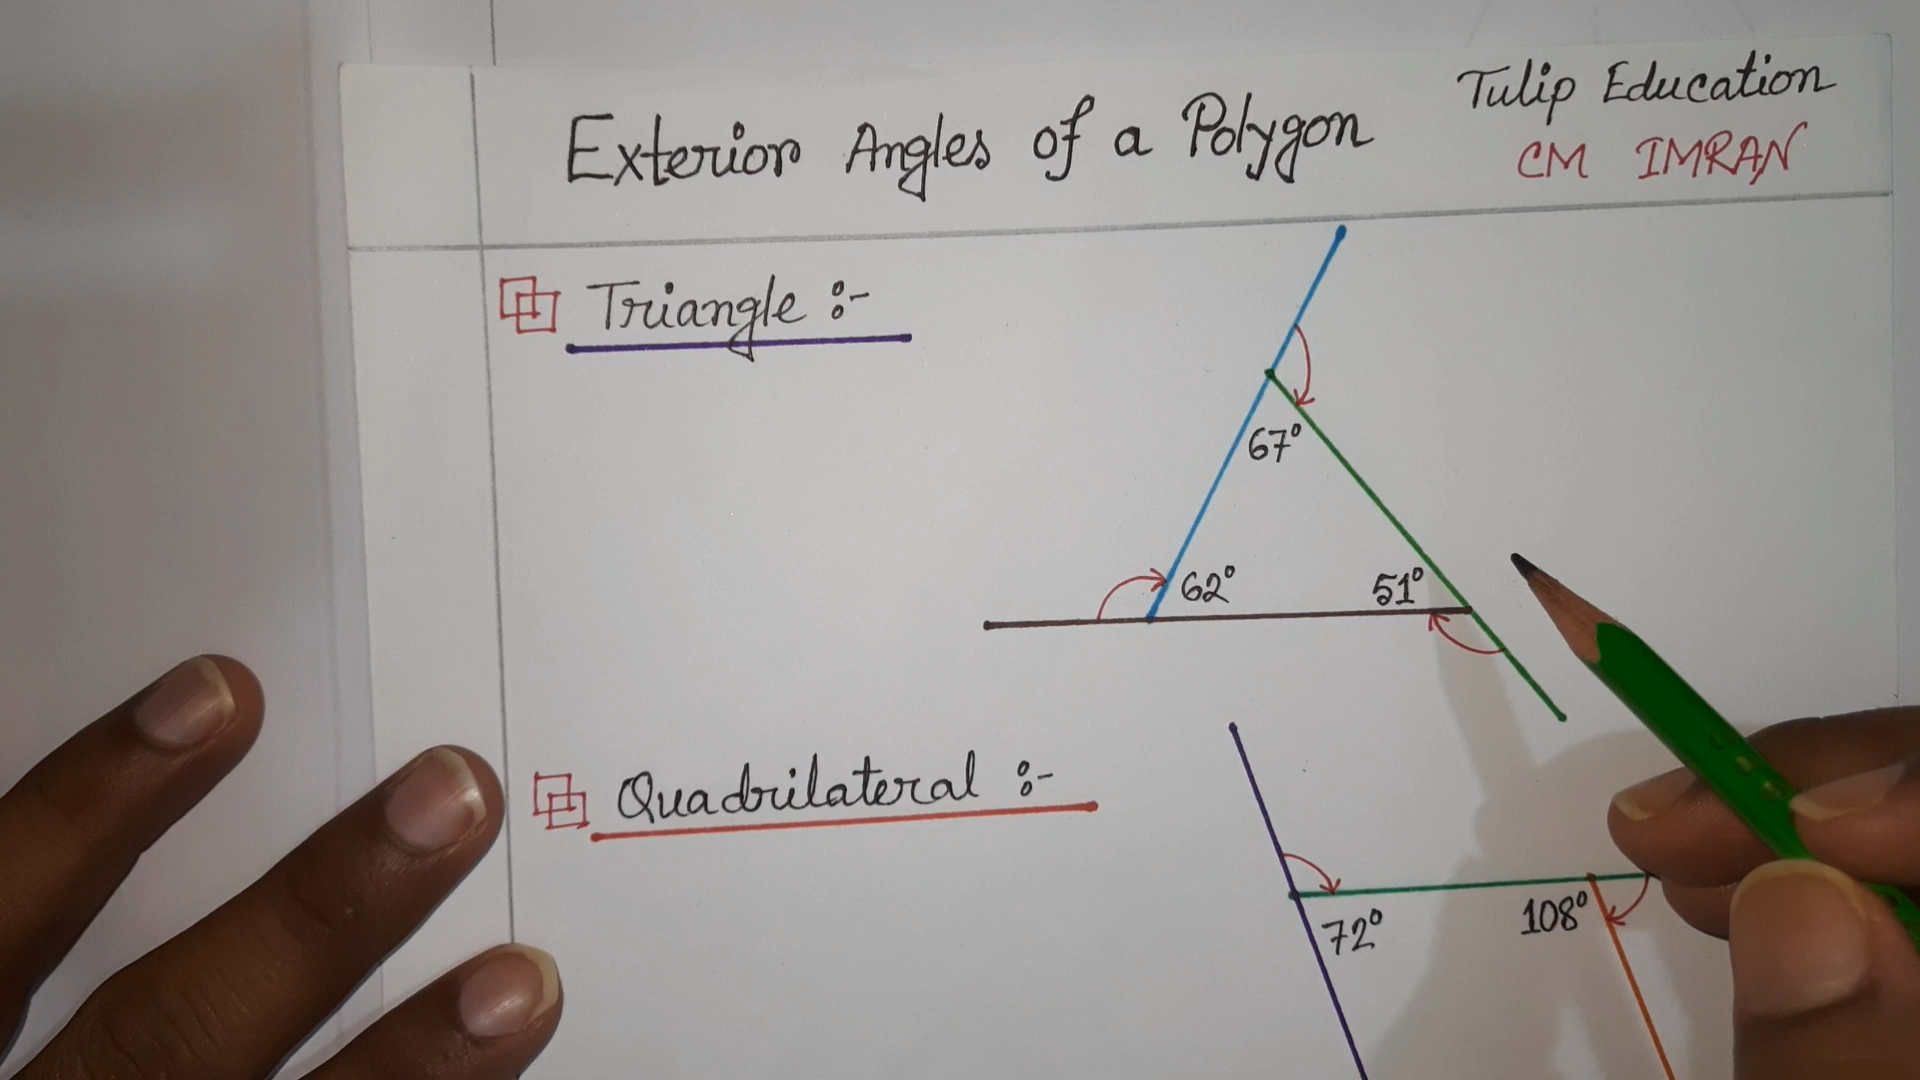 Exterior Angles of a Polygon
Tulip Education
CM IMRAN
Triangle :-
67°
62°
51°
Quadrilateral :-
72°
108°